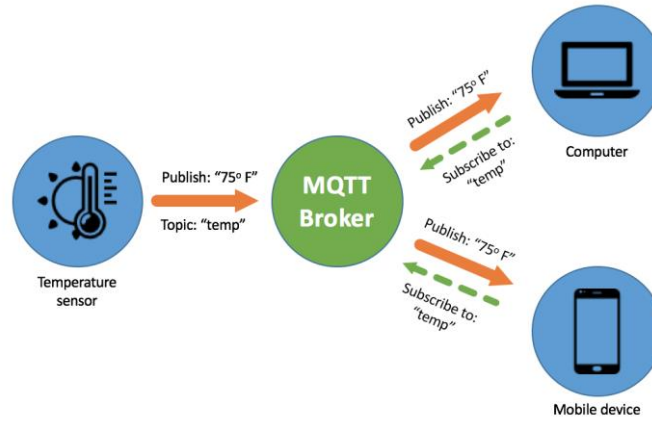 Publish: “75º F”
Topic: “temp”
Temperature
sensor
MQTT
Broker
Publish: “75º F”
Subscribe to:
“temp”
Computer
Publish: “75º F”
Subscribe to:
“temp”
Mobile device